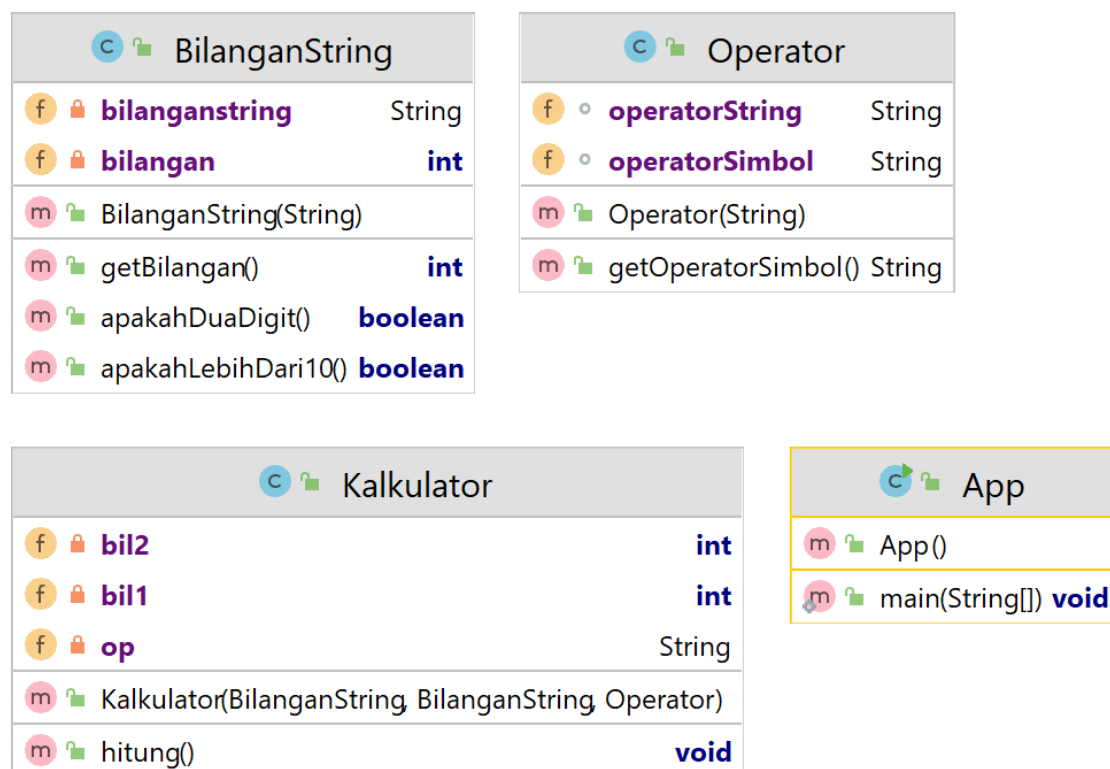 BilanganString
bilanganstring String
bilangan int
BilanganString(String)
getBilangan() int
apakahDuaDigit() boolean
apakahLebihDari10() boolean
Operator
operatorString String
operatorSimbol String
Operator(String)
getOperatorSimbol() String
Kalkulator
bil2 int
bil1 int
op String
Kalkulator(BilanganString, BilanganString, Operator)
hitung() void
App
App()
main(String[]) void